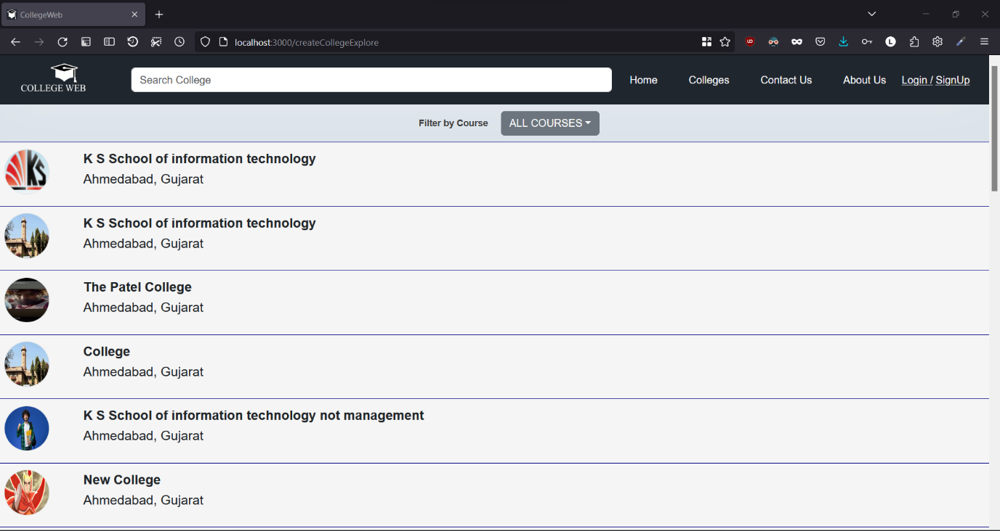 CollegeWeb
localhost:3000/createCollegeExplore
COLLEGE WEB
Search College
Home Colleges Contact Us About Us Login / SignUp
Filter by Course ALL COURSES
KS
K S School of information technology
Ahmedabad, Gujarat
K S School of information technology
Ahmedabad, Gujarat
The Patel College
Ahmedabad, Gujarat
College
Ahmedabad, Gujarat
K S School of information technology not management
Ahmedabad, Gujarat
New College
Ahmedabad, Gujarat